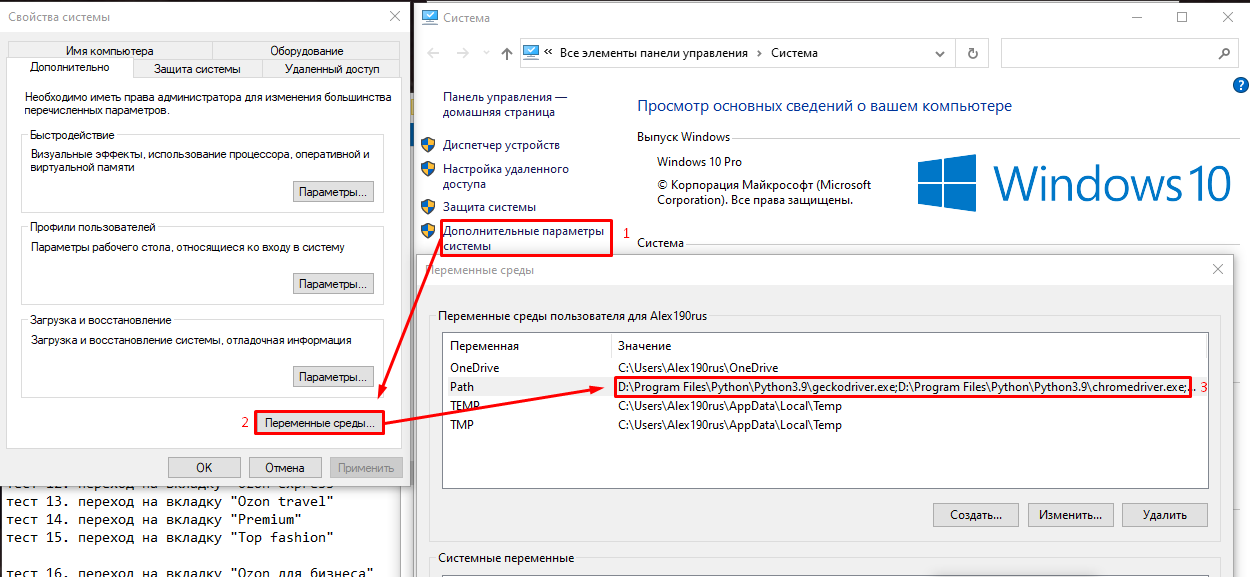 Свойства системы
Имя компьютера
Оборудование
Дополнительно
Защита системы
Удаленный доступ
Необходимо иметь права администратора для изменения большинства
перечисленных параметров.
Быстродействие
Визуальные эффекты, использование процессора, оперативной и
виртуальной памяти
Параметры...
Профили пользователей
Параметры рабочего стола, относящиеся ко входу в систему
Параметры...
Загрузка и восстановление
Загрузка и восстановление системы, отладочная информация
Параметры...
2
Переменные среды...
ОК
Отмена
Применить
тест 12. переход на вкладку "Ozon express"
тест 13. переход на вкладку "Ozon travel"
тест 14. переход на вкладку "Premium"
тест 15. переход на вкладку "Top fashion"
тест 16. переход на вкладку "Ozon для бизнеса"
Система
« Все элементы панели управления › Система
Панель управления —
домашняя страница
Диспетчер устройств
Настройка удаленного
доступа
Защита системы
Дополнительные параметры
системы
1
Просмотр основных сведений о вашем компьютере
Выпуск Windows
Windows 10 Pro
© Корпорация Майкрософт (Microsoft
Corporation). Все права защищены.
Windows 10
Система
?
Переменные среды
Переменные среды пользователя для Alex190rus
Переменная
Значение
OneDrive
C:\Users\Alex190rus\OneDrive
Path
D:\Program Files\Python\Python3.9\geckodriver.exe;D:\Program Files\Python\Python3.9\chromedriver.exe;...
3
TEMP
C:\Users\Alex190rus\AppData\Local\Temp
TMP
C:\Users\Alex190rus\AppData\Local\Temp
Создать...
Изменить...
Удалить
Системные переменные